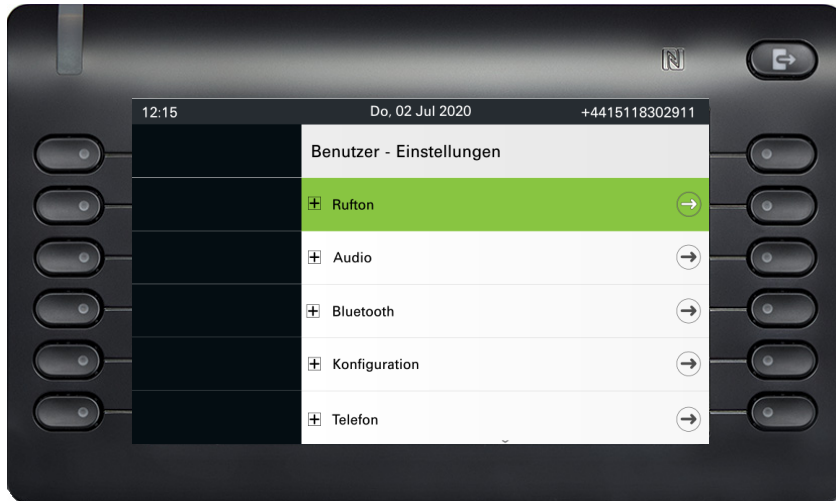 12:15 Do, 02 Jul 2020 +4415118302911
Benutzer - Einstellungen
Rufton
Audio
Bluetooth
Konfiguration
Telefon